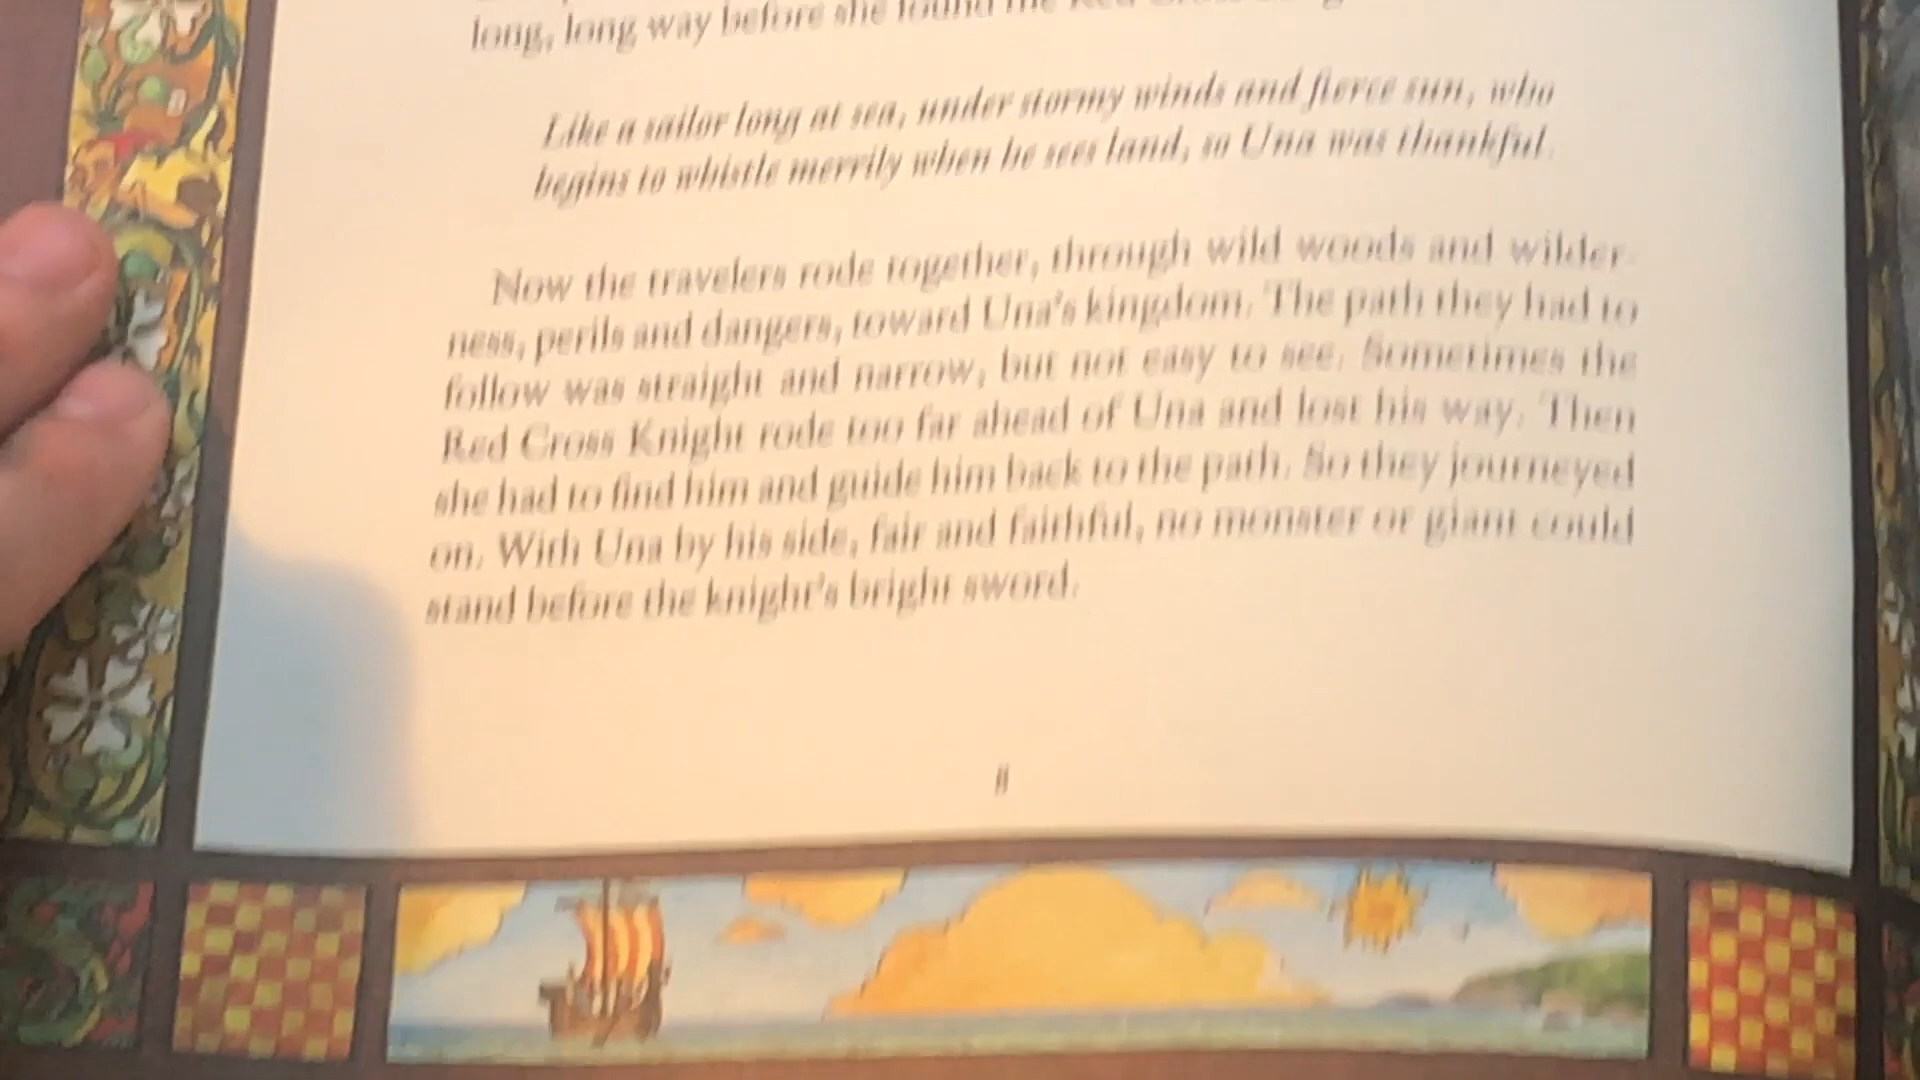 long, long way before she found the Red Cross
Like a sailor long at sea, under stormy winds and fierce sun, who
begins to whistle merrily when he sees land, so Una was thankful.
Now the travelers rode together, through wild woods and wilder-
ness, perils and dangers, toward Una's kingdom. The path they had to
follow was straight and narrow, but not easy to see. Sometimes the
Red Cross Knight rode too far ahead of Una and lost his way. Then
she had to find him and guide him back to the path. So they journeyed
on. With Una by his side, fair and faithful, no monster or giant could
stand before the knight's bright sword.